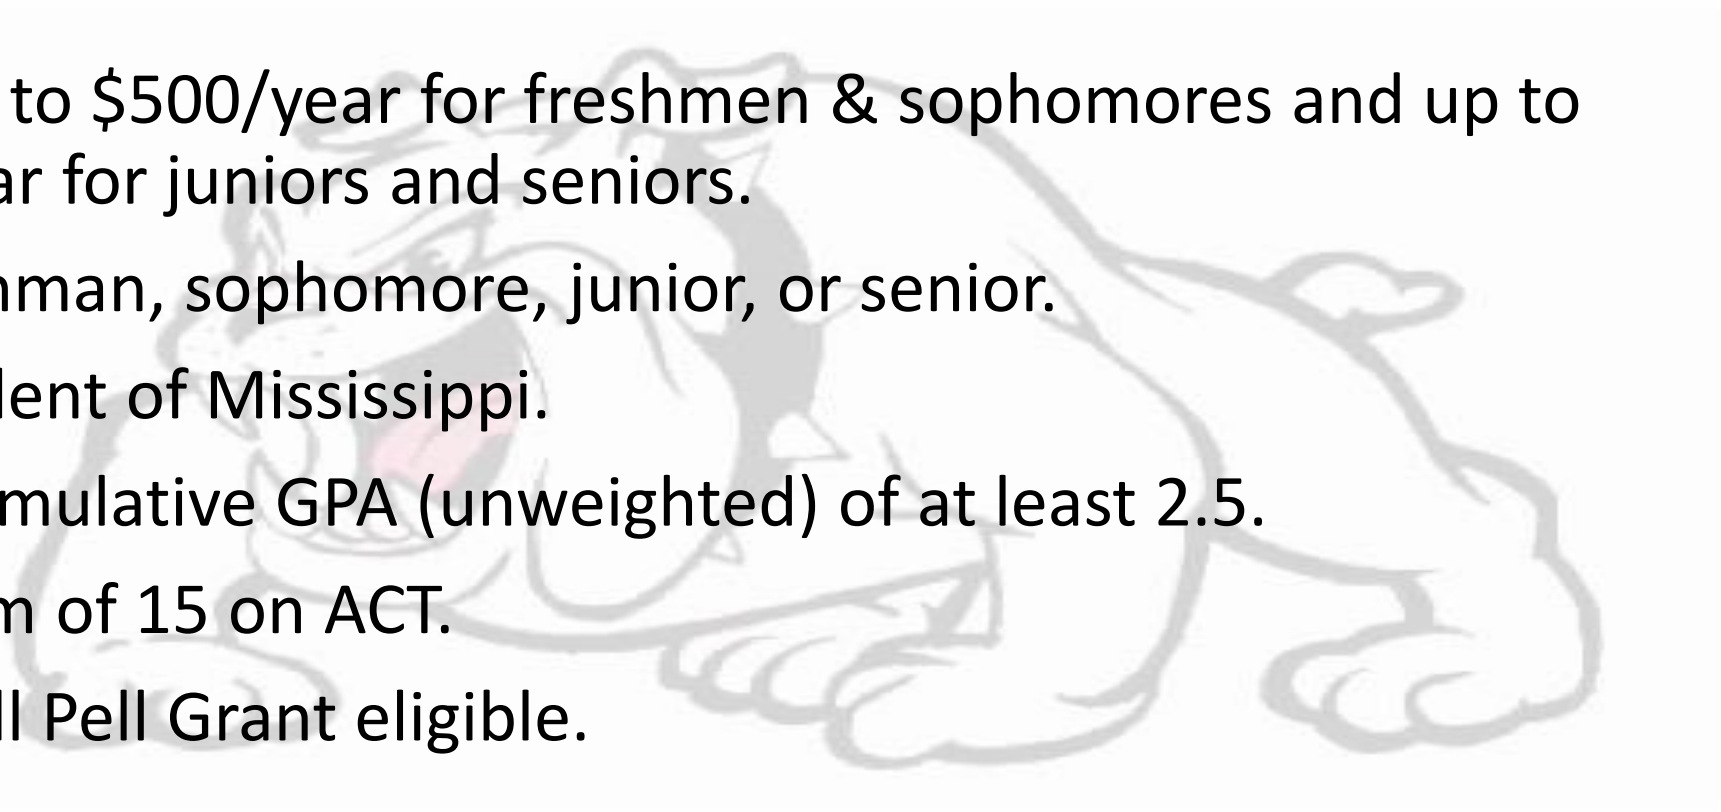 to $500/year for freshmen & sophomores and up to
ar for juniors and seniors.
man, sophomore, junior, or senior.
dent of Mississippi.
mulative GPA (unweighted) of at least 2.5.
m of 15 on ACT.
ll Pell Grant eligible.